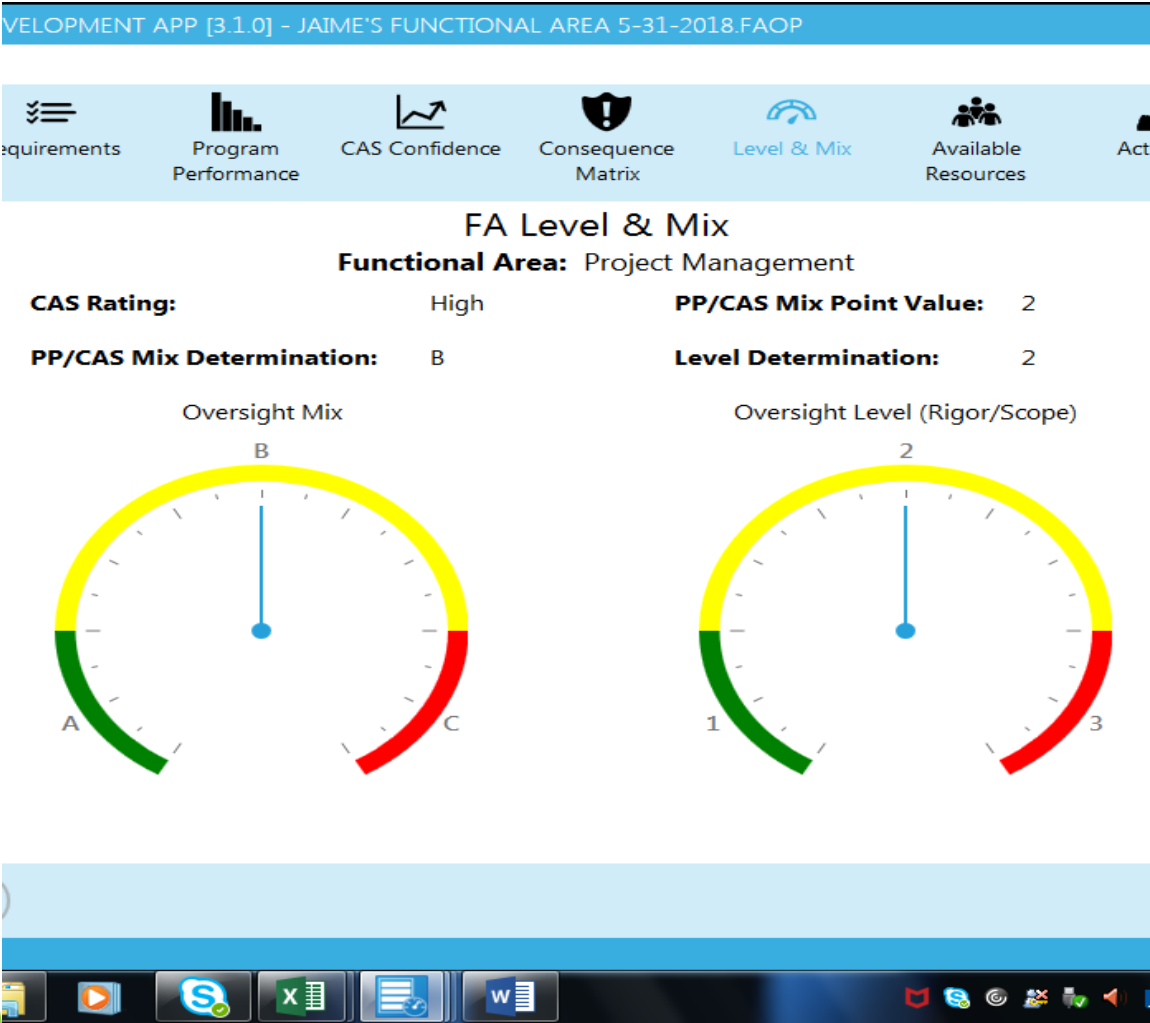 VELOPMENT APP [3.1.0] - JAIME'S FUNCTIONAL AREA 5-31-2018.FAOP
equirements
Program Performance
CAS Confidence
Consequence Matrix
Level & Mix
Available Resources
Act
FA Level & Mix
Functional Area: Project Management
CAS Rating: High PP/CAS Mix Point Value: 2
PP/CAS Mix Determination: B Level Determination: 2
Oversight Mix Oversight Level (Rigor/Scope)
B 2
A C 1 3